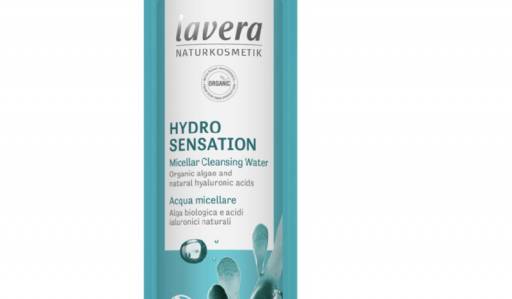 lavera
NATURKOSMETIK
ORGANIC
HYDRO
SENSATION
Micellar Cleansing Water
Organic algae and
natural hyaluronic acids
Acqua micellare
Alga biologica e acidi
ialuronici naturali